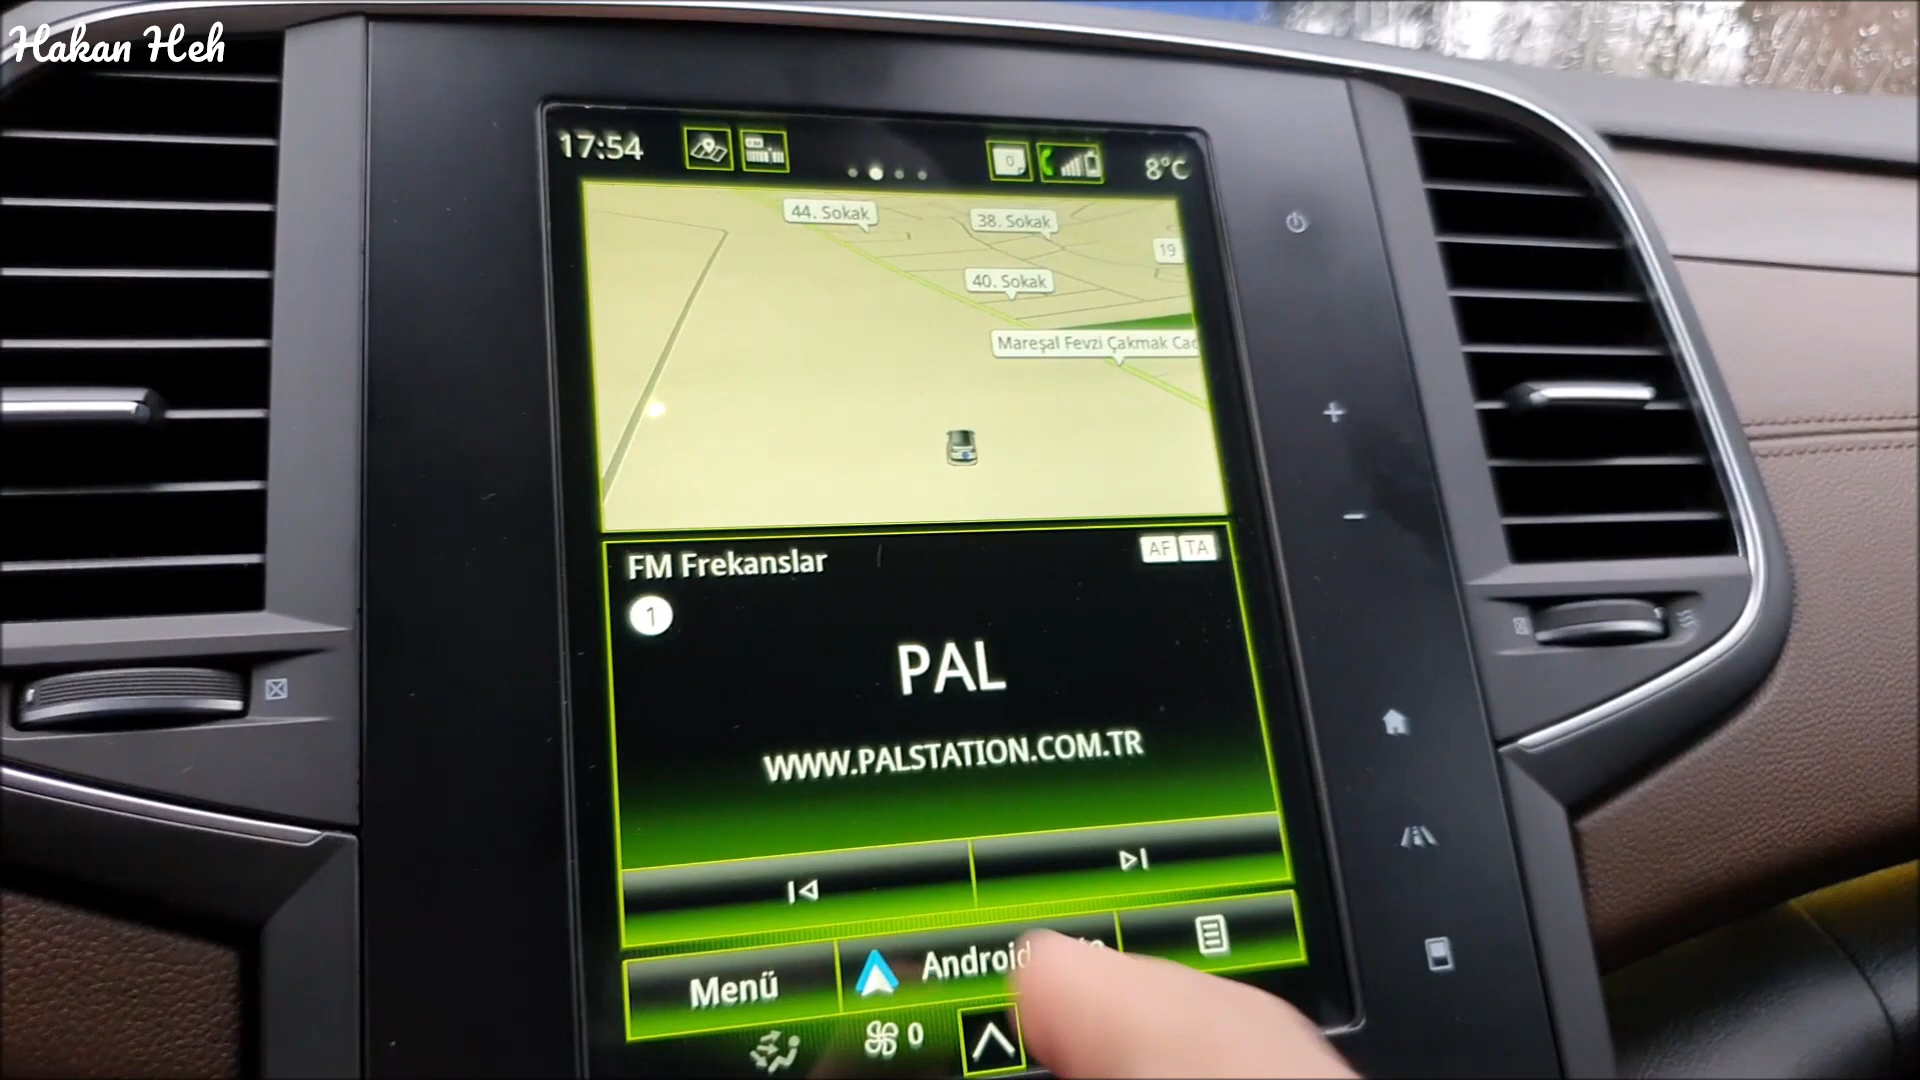 Hakan Heh
17:54
0
8°C
44. Sokak
38. Sokak
19
40. Sokak
Mareşal Fevzi Çakmak Cad
FM Frekanslar
AF TA
1
PAL
WWW.PALSTATION.COM.TR
Menü
Android
0